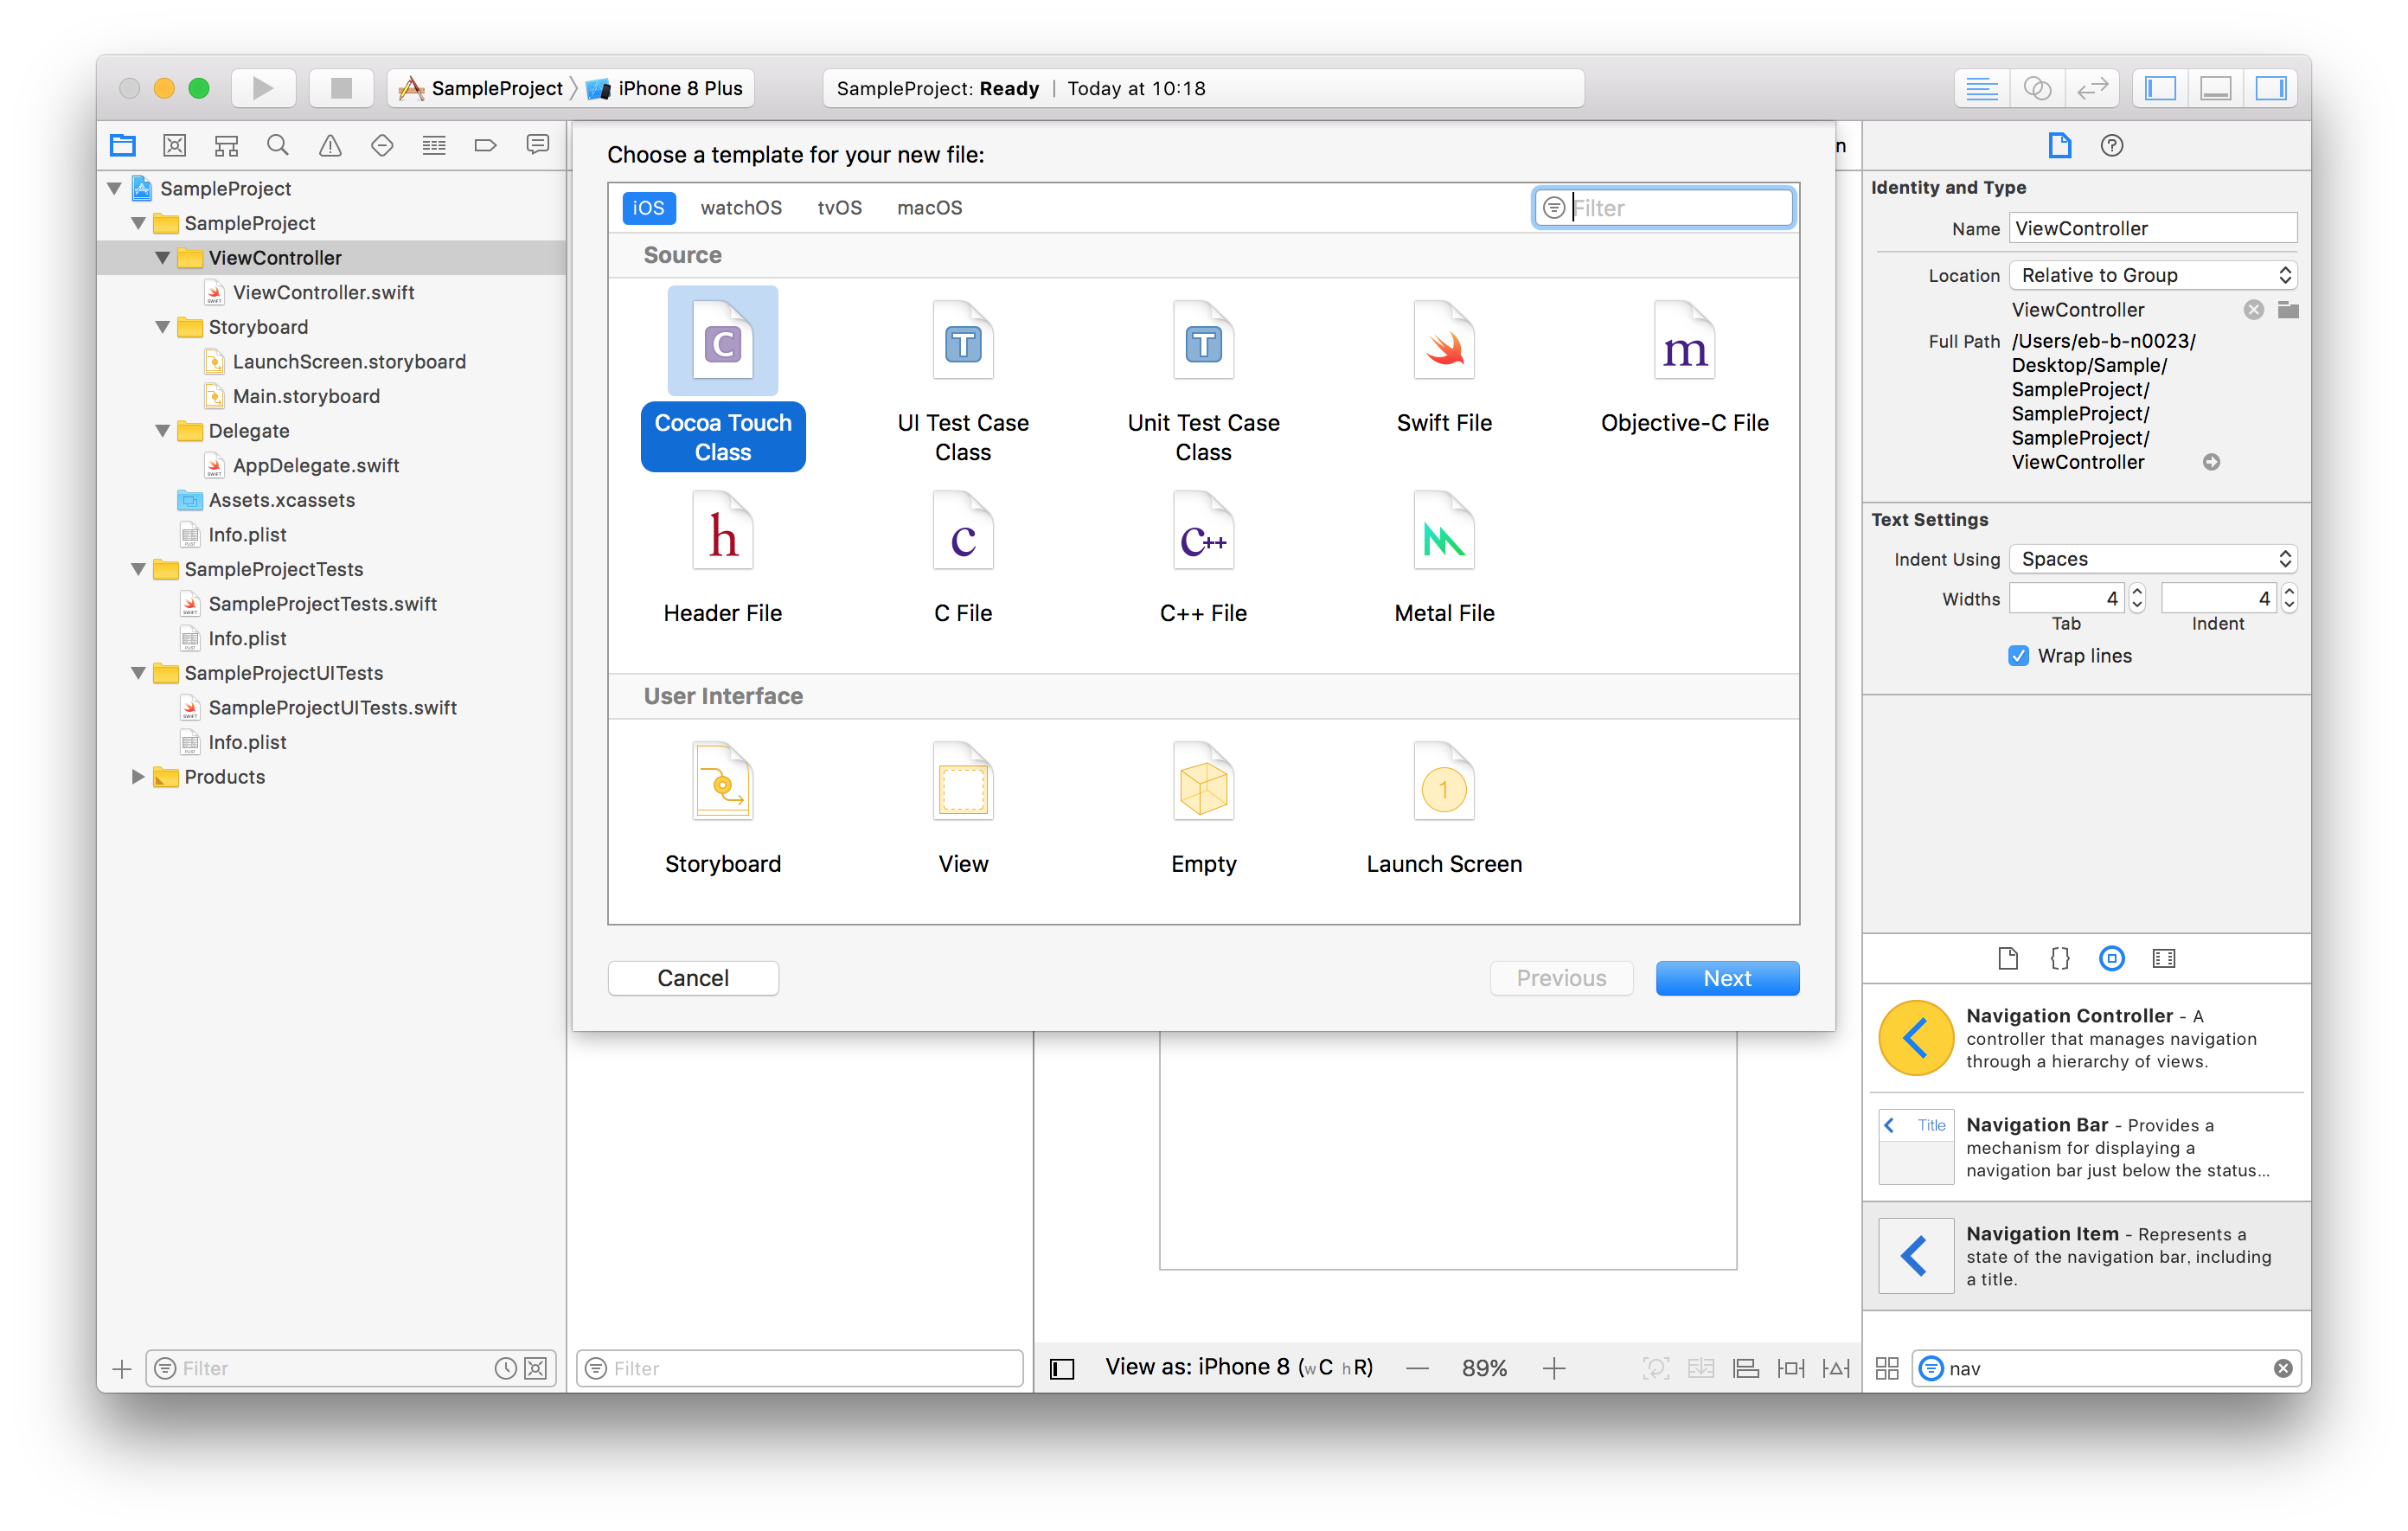 SampleProject
iPhone 8 Plus
SampleProject: Ready | Today at 10:18
SampleProject
SampleProject
ViewController
ViewController.swift
Storyboard
LaunchScreen.storyboard
Main.storyboard
Delegate
AppDelegate.swift
Assets.xcassets
Info.plist
SampleProjectTests
SampleProjectTests.swift
Info.plist
SampleProjectUITests
SampleProjectUITests.swift
Info.plist
Products
Filter
Choose a template for your new file:
iOS watchOS tvOS macOS
Filter
Source
C
Cocoa Touch
Class
T
UI Test Case
Class
T
Unit Test Case
Class
Swift File
m
Objective-C File
h
Header File
c
C File
C++
C++ File
Metal File
User Interface
Storyboard
View
Empty
1
Launch Screen
Cancel
Previous
Next
n
Filter
View as: iPhone 8 (wC hR)
— 89% +
Identity and Type
Name ViewController
Location Relative to Group
ViewController
Full Path /Users/eb-b-n0023/
Desktop/Sample/
SampleProject/
SampleProject/
SampleProject/
ViewController
Text Settings
Indent Using Spaces
Widths 4 4
Tab Indent
Wrap lines
{}
Navigation Controller - A
controller that manages navigation
through a hierarchy of views.
Title
Navigation Bar - Provides a
mechanism for displaying a
navigation bar just below the status...
Navigation Item - Represents a
state of the navigation bar, including
a title.
nav